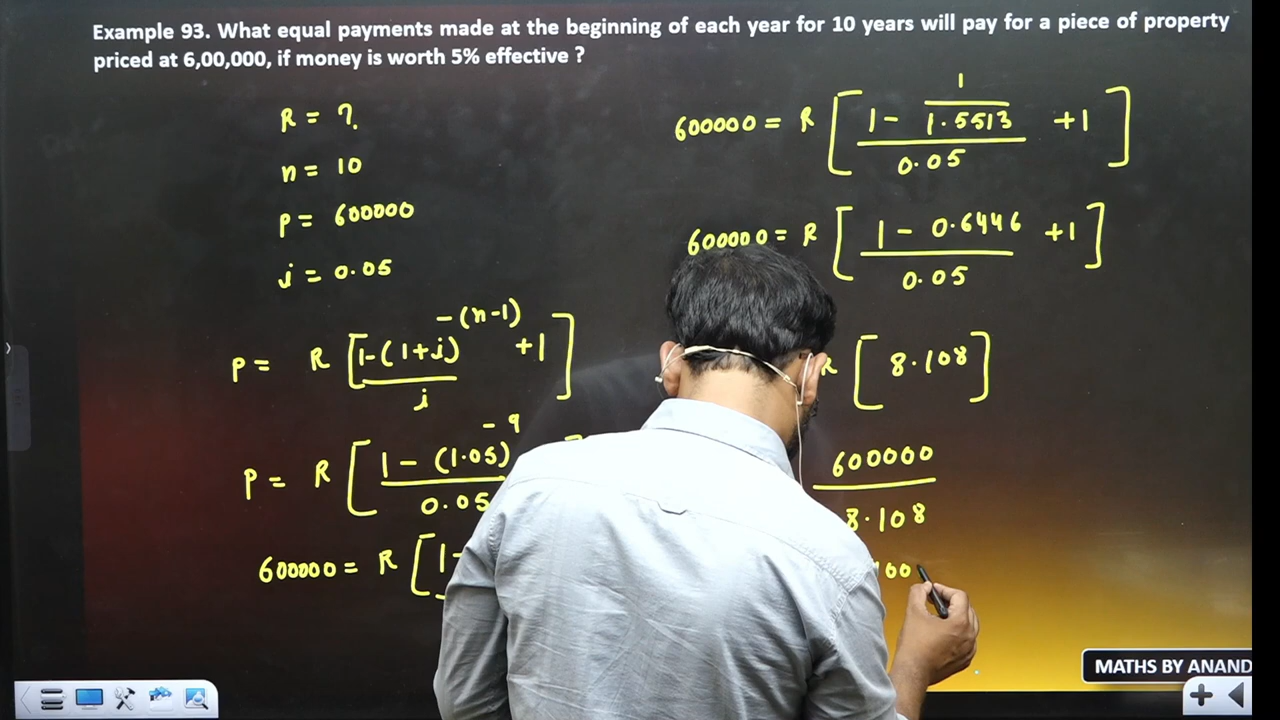 Example 93. What equal payments made at the beginning of each year for 10 years will pay for a piece of property
priced at 6,00,000, if money is worth 5% effective ?
R = ?
n = 10
P = 600000
i = 0.05
P = R [1-(1+i)^-(n-1) / i +1]
P = R [1 - (1.05)^-9 / 0.05
600000 = R [1-
600000 = R [1 - 1/1.5513 / 0.05 +1]
600000 = R [1 - 0.6446 / 0.05 +1]
R [8.108]
600000 / 8.108
MATHS BY ANAND